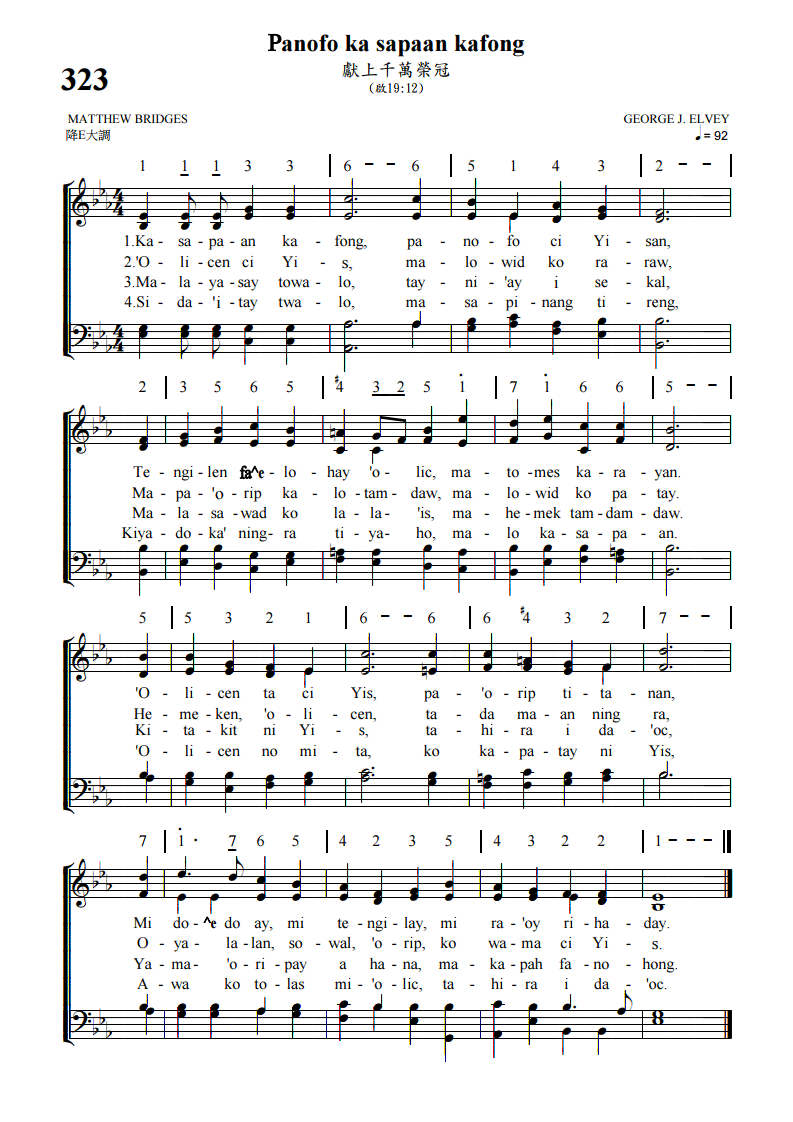 Panofo ka sapaan kafong
323
獻上千萬榮冠
(啟19:12)
MATTHEW BRIDGES
GEORGE J. ELVEY
降E大調
♩= 92
1 1 1 3 3 | 6 - - 6 | 5 1 4 3 | 2 - - |
1.Ka - sa - pa - an ka - fong, pa - no - fo ci Yi - san,
2.'O - li - cen ci Yi - s, ma - lo - wid ko ra - raw,
3.Ma - la - ya - say towa - lo, tay - ni - 'ay i se - kal,
4.Si - da - 'i - tay twa - lo, ma - sa - pi - nang ti - reng,
2 | 3 5 6 5 | #4 3 2 5 1 | 7 1 6 6 | 5 - - |
Te - ngi - len fa^e - lo - hay 'o - lic, ma - to - mes ka - ra - yan.
Ma - pa - 'o - rip ka - lo - tam - daw, ma - lo - wid ko pa - tay.
Ma - la - sa - wad ko la - la - 'is, ma - he - mek tam - dam - daw.
Kiya - do - ka' ning - ra ti - ya - ho, ma - lo ka - sa - pa - an.
5 | 5 3 2 1 | 6 - - 6 | 6 #4 3 2 | 7 - - |
'O - li - cen ta ci Yis, pa - 'o - rip ti - ta - nan,
He - me - ken, 'o - li - cen, ta - da ma - an ning ra,
Ki - ta - kit ni Yi - s, ta - hi - ra i da - 'oc,
'O - li - cen no mi - ta, ko ka - pa - tay ni Yis,
7 | 1 · 7 6 5 | 4 2 3 5 | 4 3 2 2 | 1 - - - ||
Mi do - ^e do ay, mi te - ngi - lay, mi ra - 'oy ri - ha - day.
O - ya - la - lan, so - wal, 'o - rip, ko wa - ma ci Yi - s.
Ya - ma - 'o - ri - pay a ha - na, ma - ka - pah fa - no - hong.
A - wa ko to - las mi - 'o - lic, ta - hi - ra i da - 'oc.